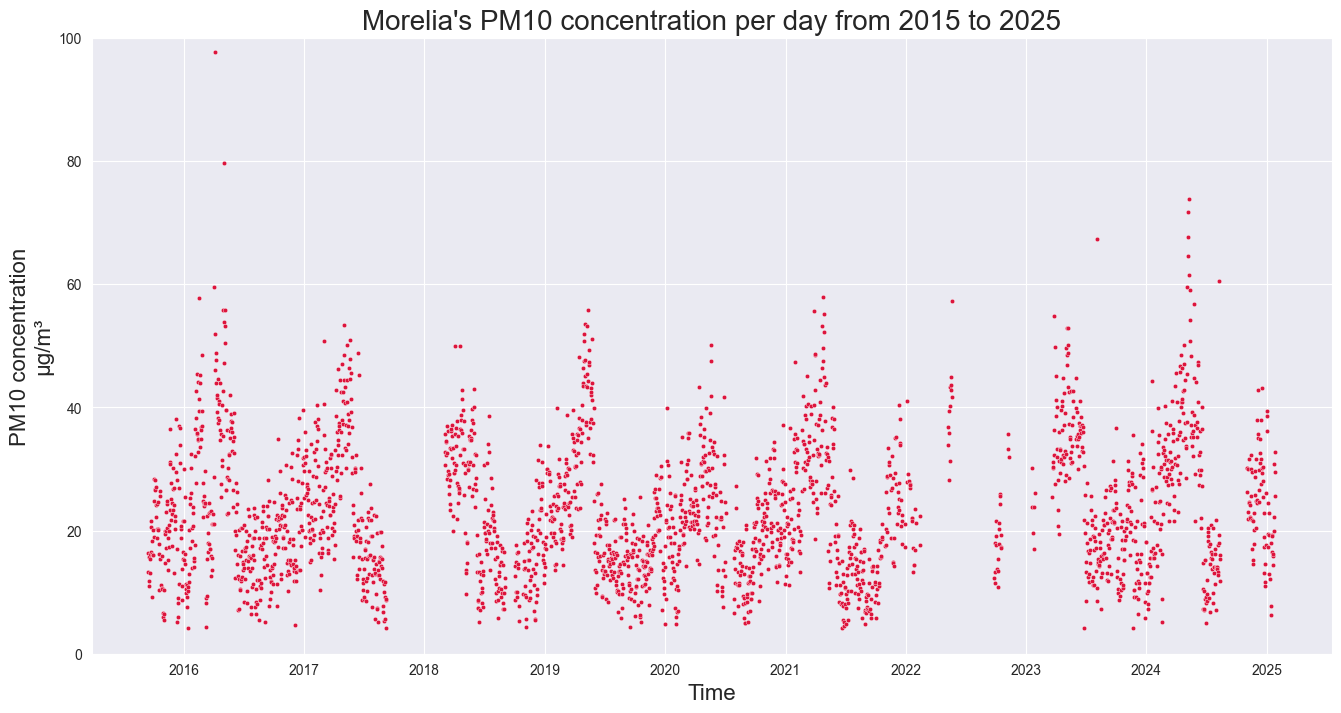 Morelia's PM10 concentration per day from 2015 to 2025
PM10 concentration
µg/m³
100
80
60
40
20
0
2016 2017 2018 2019 2020 2021 2022 2023 2024 2025
Time